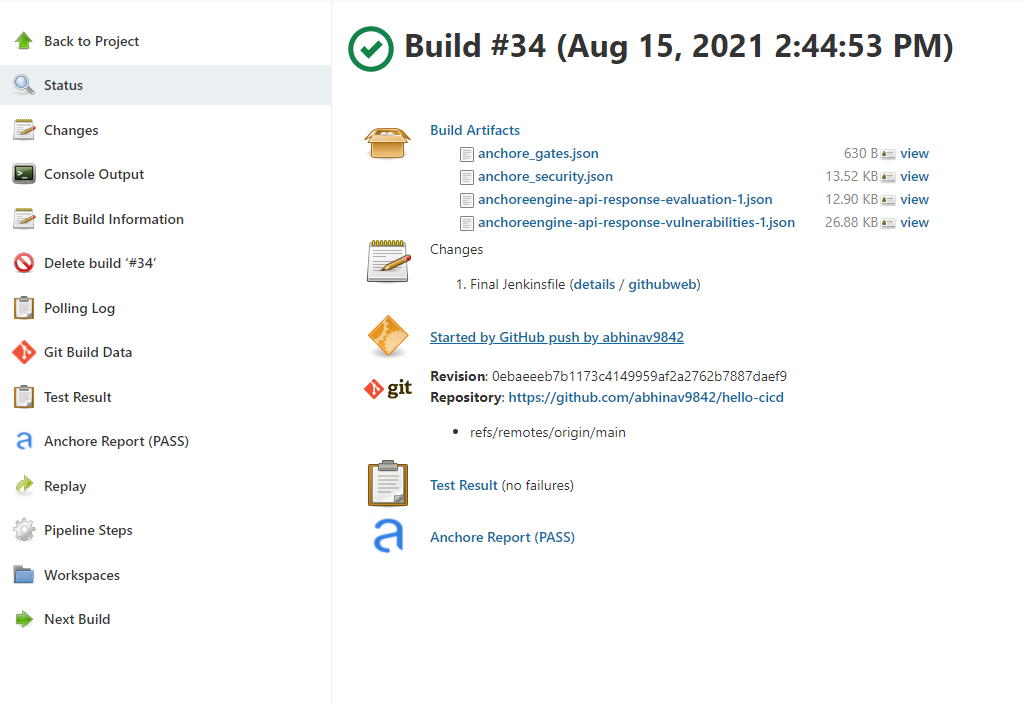 Back to Project
Status
Changes
Console Output
Edit Build Information
Delete build ‘#34’
Polling Log
Git Build Data
Test Result
Anchore Report (PASS)
Replay
Pipeline Steps
Workspaces
Next Build
Build #34 (Aug 15, 2021 2:44:53 PM)
Build Artifacts
anchore_gates.json 630 B view
anchore_security.json 13.52 KB view
anchoreengine-api-response-evaluation-1.json 12.90 KB view
anchoreengine-api-response-vulnerabilities-1.json 26.88 KB view
Changes
1. Final Jenkinsfile (details / githubweb)
Started by GitHub push by abhinav9842
git
Revision: 0ebaeeeb7b1173c4149959af2a2762b7887daef9
Repository: https://github.com/abhinav9842/hello-cicd
• refs/remotes/origin/main
Test Result (no failures)
Anchore Report (PASS)